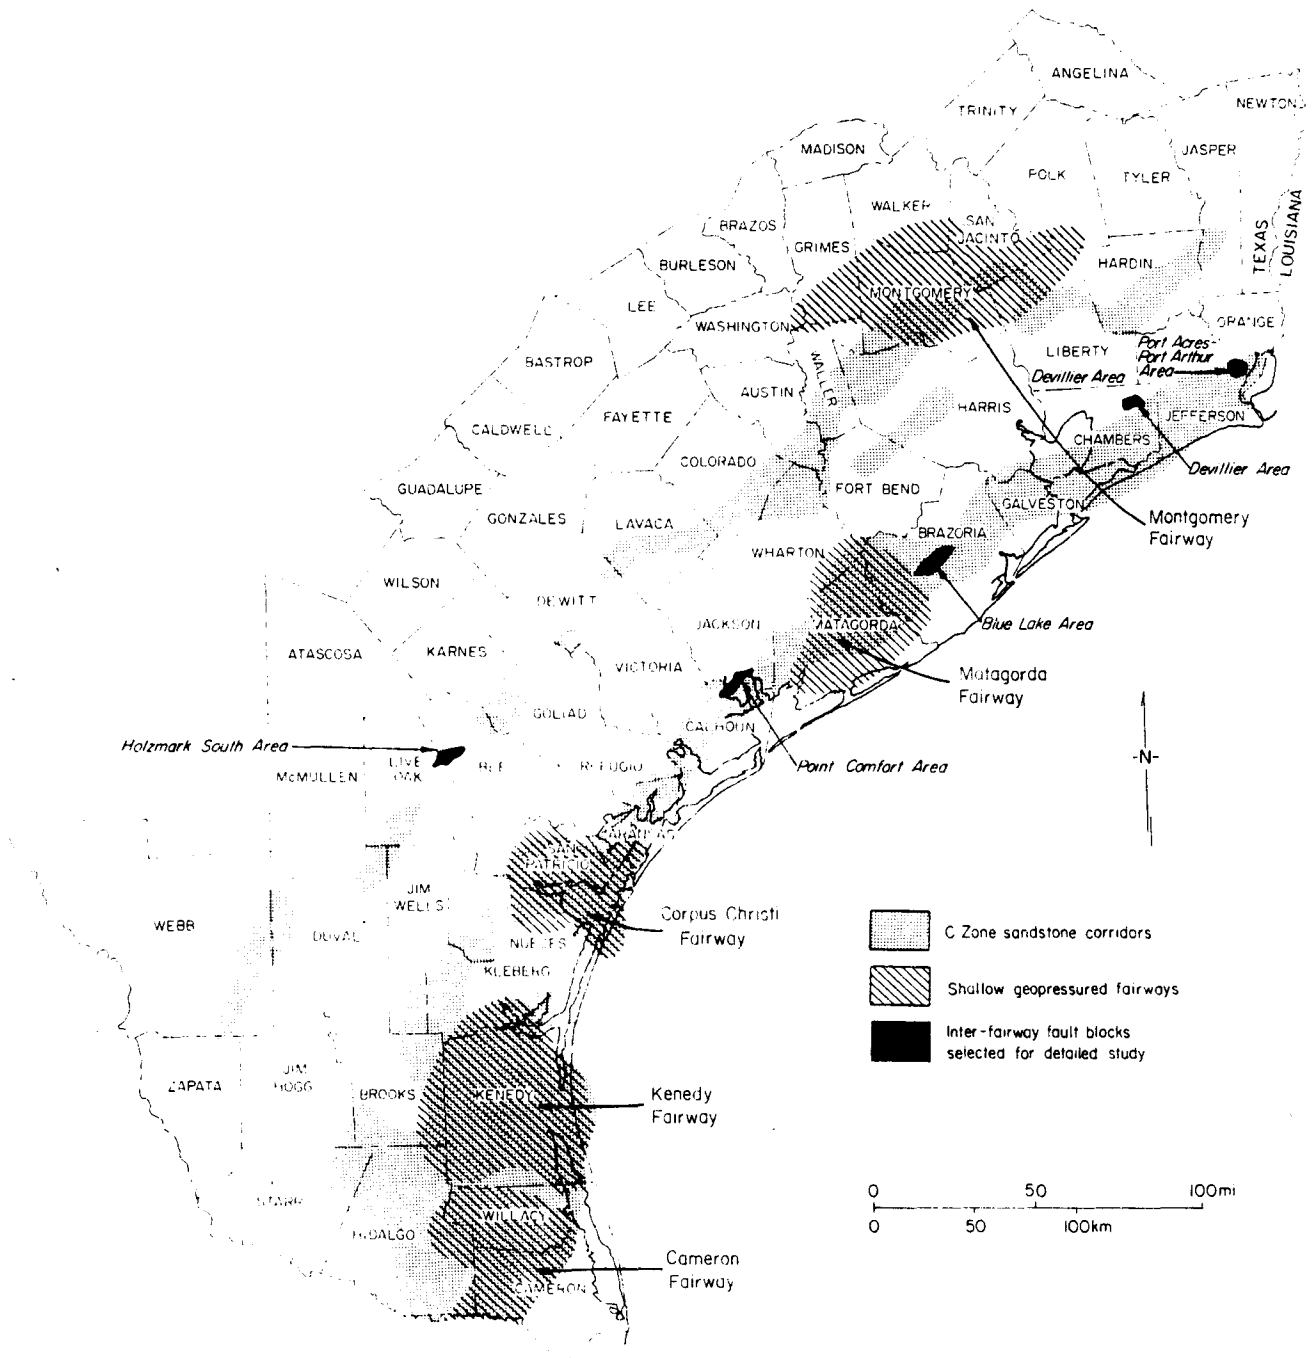 ANGELINA
NEWTON
TRINITY
MADISON
JASPER
POLK
TYLER
WALKER
SAN
JACINTO
BRAZOS
GRIMES
TEXAS
LOUISIANA
BURLESON
HARDIN
MONTGOMERY
LEE
WASHINGTON
ORANGE
Port Acres-
Port Arthur
Area
LIBERTY
Devillier Area
BASTROP
WALLER
AUSTIN
HARRIS
JEFFERSON
FAYETTE
CALDWELL
CHAMBERS
COLORADO
Devillier Area
GUADALUPE
FORT BEND
GALVESTON
GONZALES
LAVACA
Montgomery
Fairway
BRAZORIA
WHARTON
WILSON
DEWITT
JACKSON
MATAGORDA
Blue Lake Area
ATASCOSA
KARNES
VICTORIA
Matagorda
Fairway
GOLIAD
CALHOUN
Holzmark South Area
LIVE
OAK
BEE
REFUGIO
Point Comfort Area
McMULLEN
-N-
ARANSAS
SAN
PATRICIO
JIM
WELLS
WEBB
DUVAL
Corpus Christi
Fairway
NUECES
KLEBERG
C Zone sandstone corridors
Shallow geopressured fairways
Inter-fairway fault blocks
selected for detailed study
ZAPATA
JIM
HOGG
BROOKS
KENEDY
Kenedy
Fairway
STARR
HIDALGO
WILLACY
0 50 100mi
0 50 100km
Cameron
Fairway
CAMERON